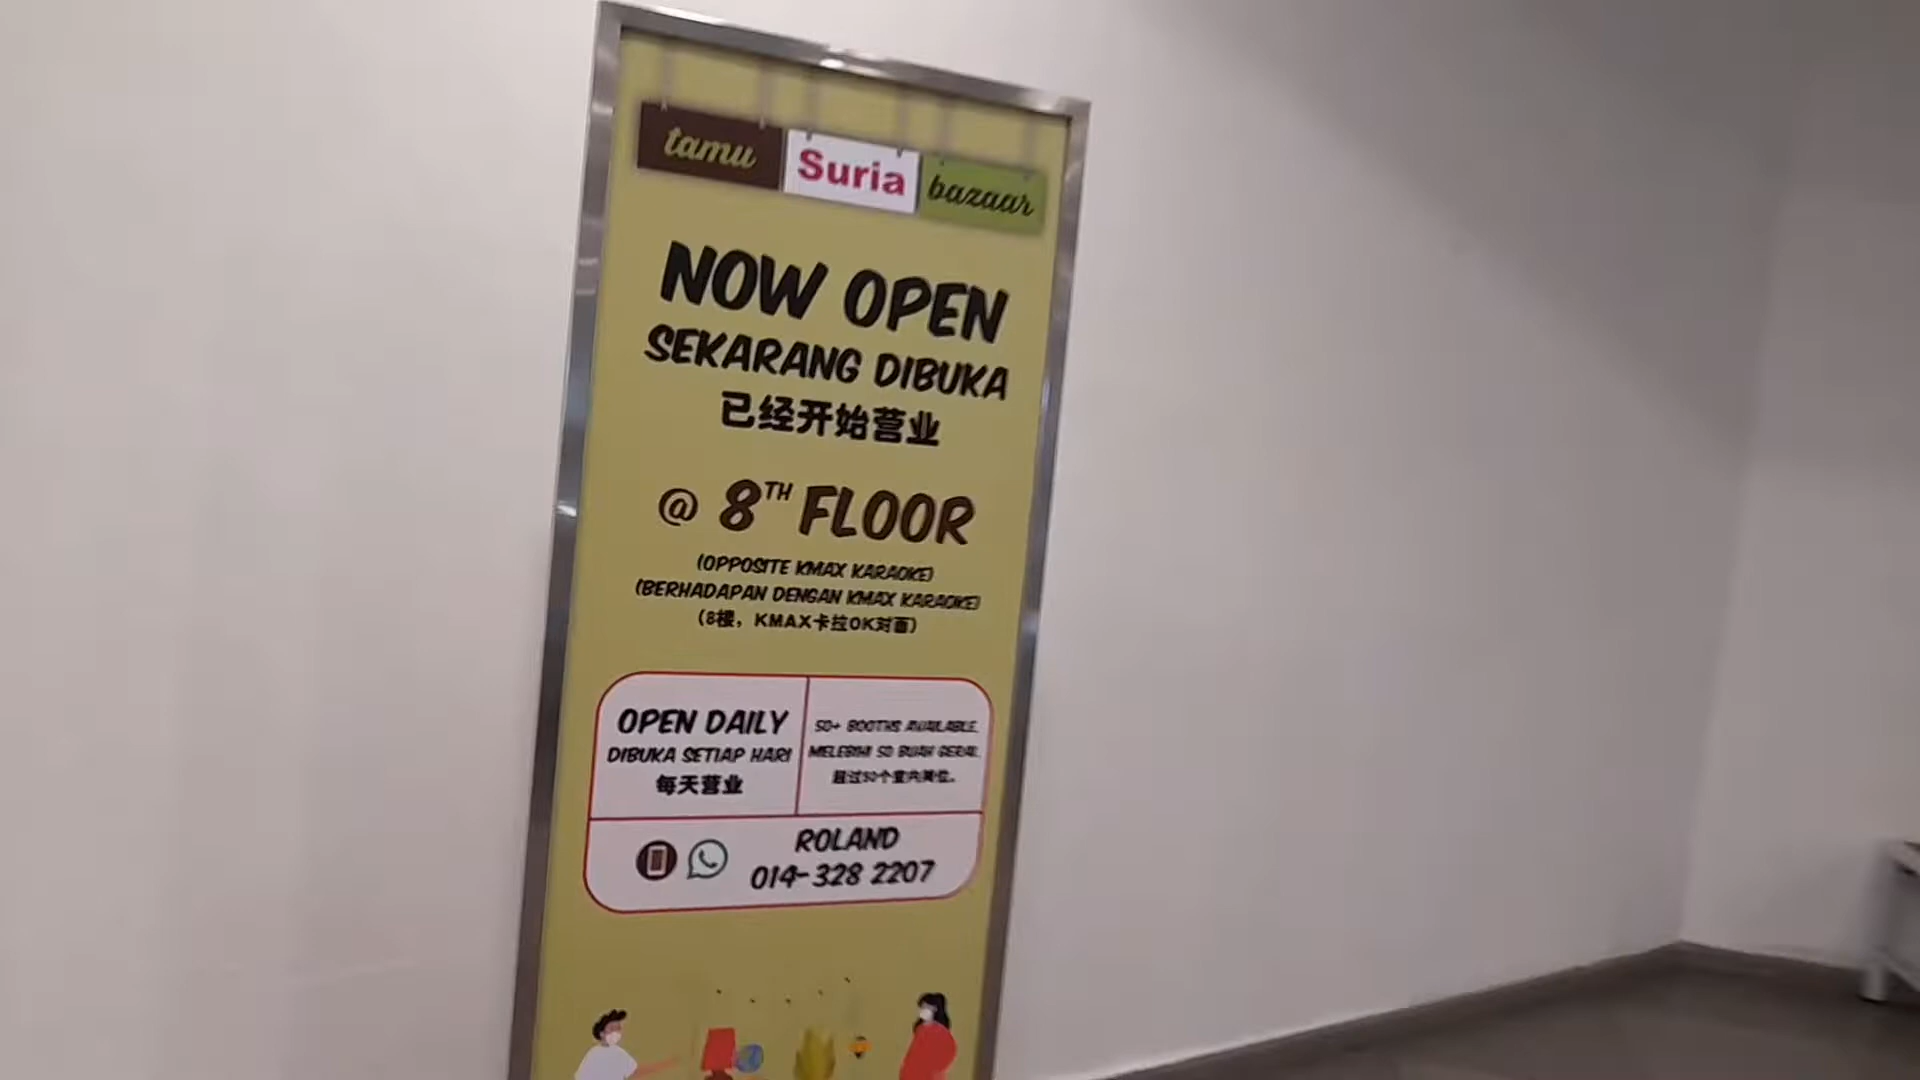 tamu Suria bazaar
NOW OPEN
SEKARANG DIBUKA
已经开始营业
@ 8TH FLOOR
(OPPOSITE KMAX KARAOKE)
(BERHADAPAN DENGAN KMAX KARAOKE)
(8楼，KMAX卡拉OK对面)
OPEN DAILY
DIBUKA SETIAP HARI
每天营业
50+ BOOTHS AVAILABLE.
MELEBIHI 50 BUAH GERAI.
超过50个室内摊位。
ROLAND
014-328 2207